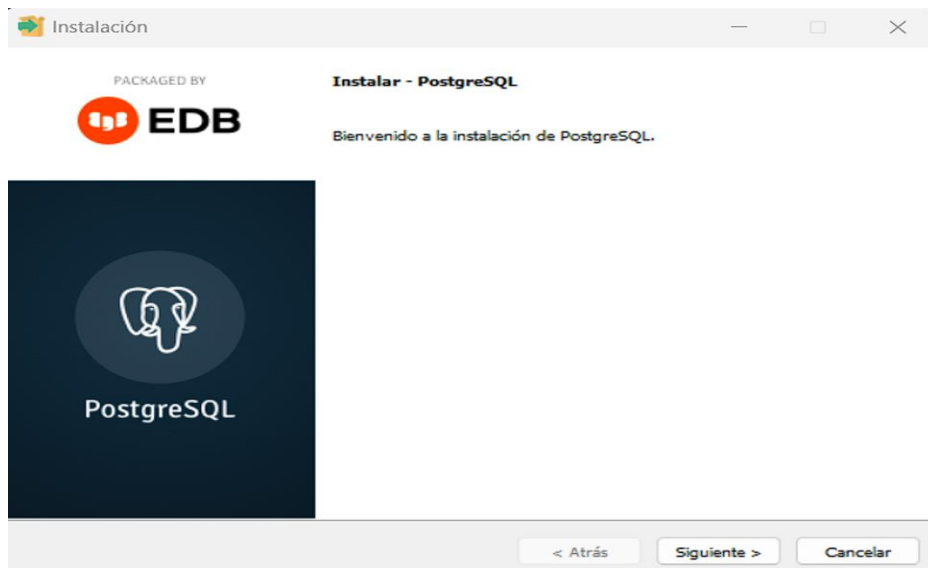 Instalación
PACKAGED BY
EDB
Instalar - PostgreSQL
Bienvenido a la instalación de PostgreSQL.
PostgreSQL
< Atrás
Siguiente >
Cancelar